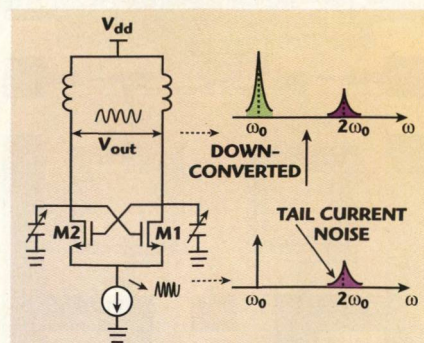 Vdd
Vout
DOWN-
CONVERTED
ω0
2ω0
ω
M2
M1
TAIL CURRENT
NOISE
ω0
2ω0
ω